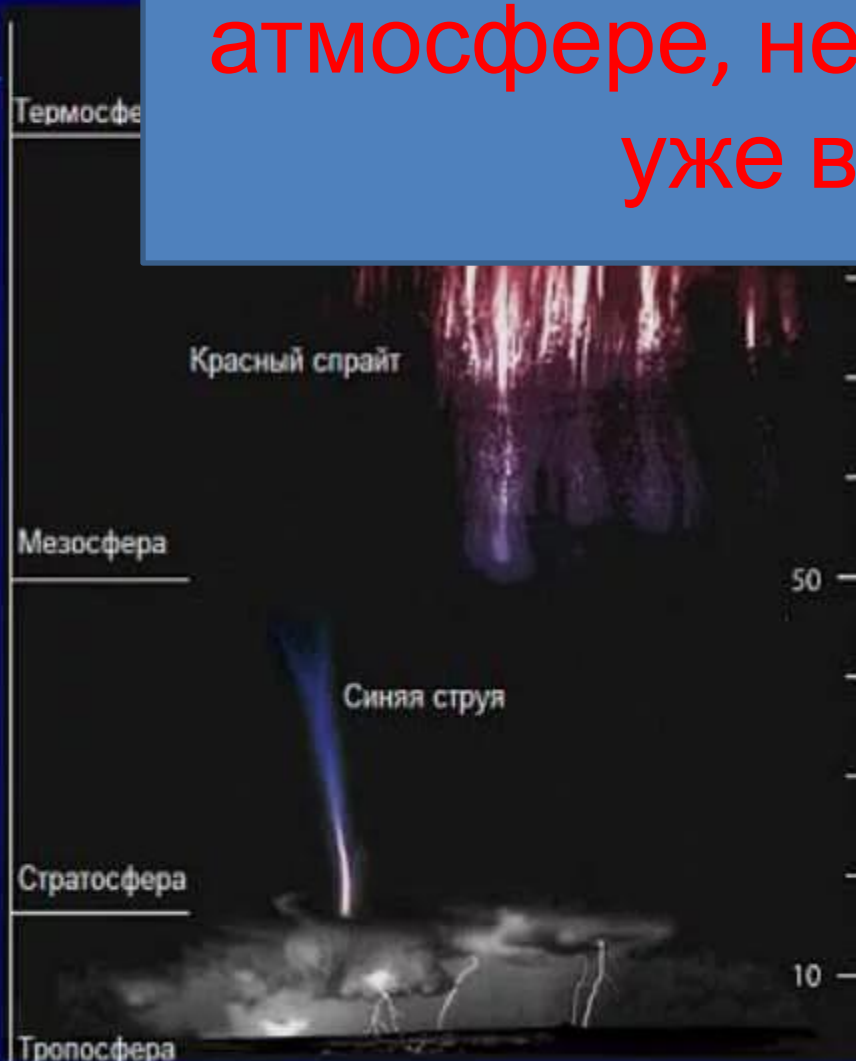 атмосфере, не
уже в
Термосфе
Красный спрайт
Мезосфера
50
Синяя струя
Стратосфера
10
Тропосфера